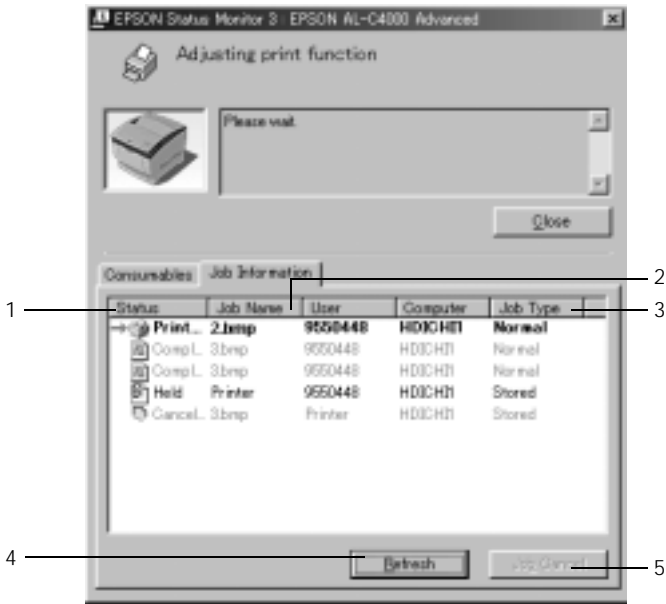 EPSON Status Monitor 3 : EPSON AL-C4000 Advanced
Adjusting print function
Please wait.
Close
Consumables Job Information
2
1 Status Job Name User Computer Job Type 3
Print... 2.bmp 9550448 HDICHI1 Normal
Compl... 3.bmp 9550448 HDICHI1 Normal
Compl... 3.bmp 9550448 HDICHI1 Normal
Held Printer 9550448 HDICHI1 Stored
Cancel... 3.bmp Printer HDICHI1 Stored
4 Refresh Job Cancel 5